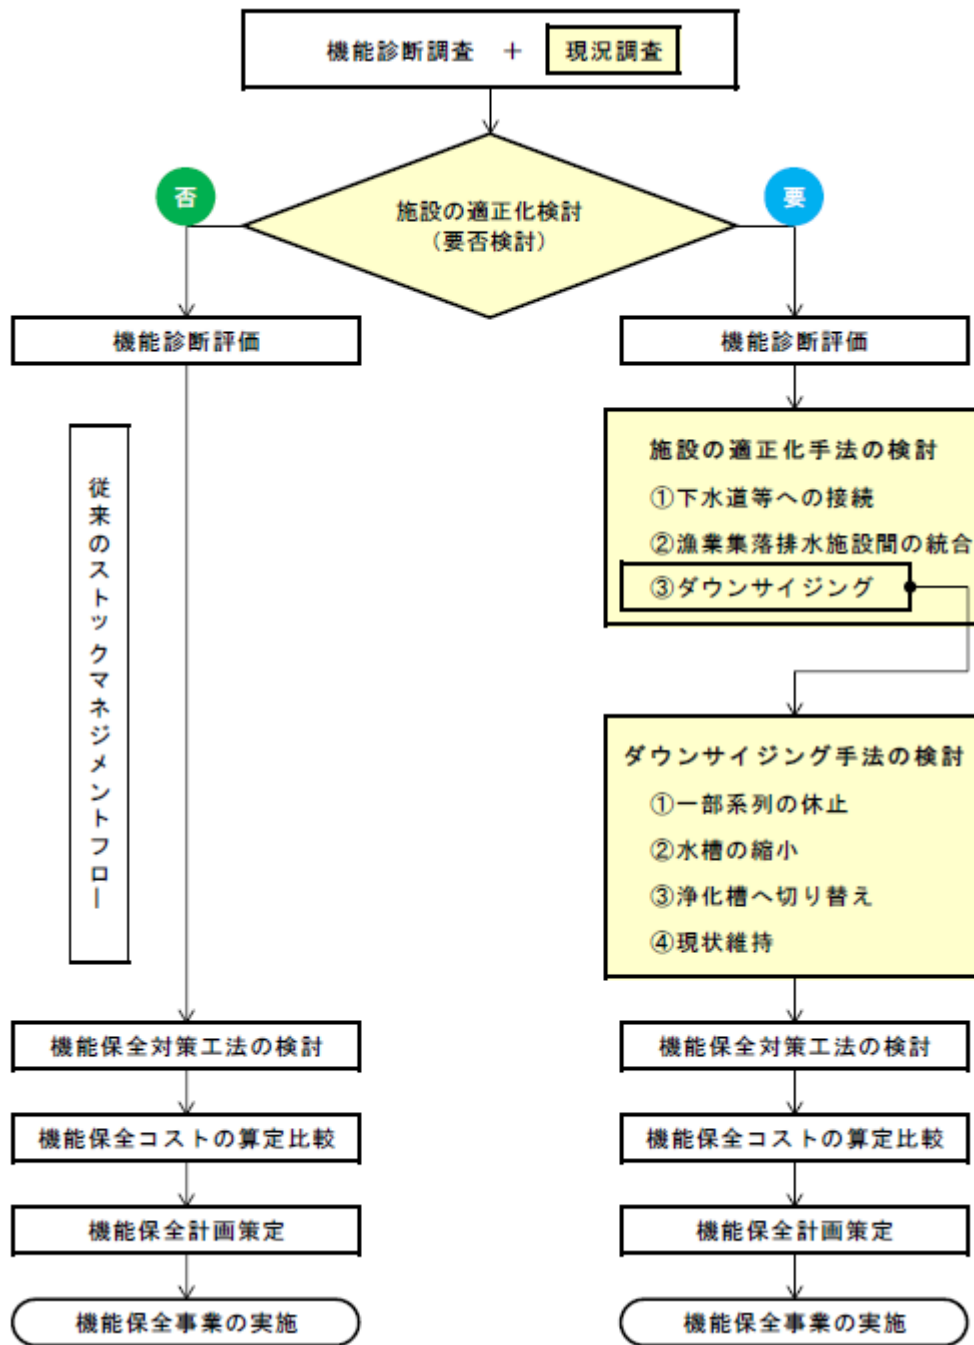 機能診断調査 + 現況調査
施設の適正化検討
（要否検討）
否
要
機能診断評価
従来のストックマネジメントフロー
機能保全対策工法の検討
機能保全コストの算定比較
機能保全計画策定
機能保全事業の実施
機能診断評価
施設の適正化手法の検討
①下水道等への接続
②漁業集落排水施設間の統合
③ダウンサイジング
ダウンサイジング手法の検討
①一部系列の休止
②水槽の縮小
③浄化槽へ切り替え
④現状維持
機能保全対策工法の検討
機能保全コストの算定比較
機能保全計画策定
機能保全事業の実施